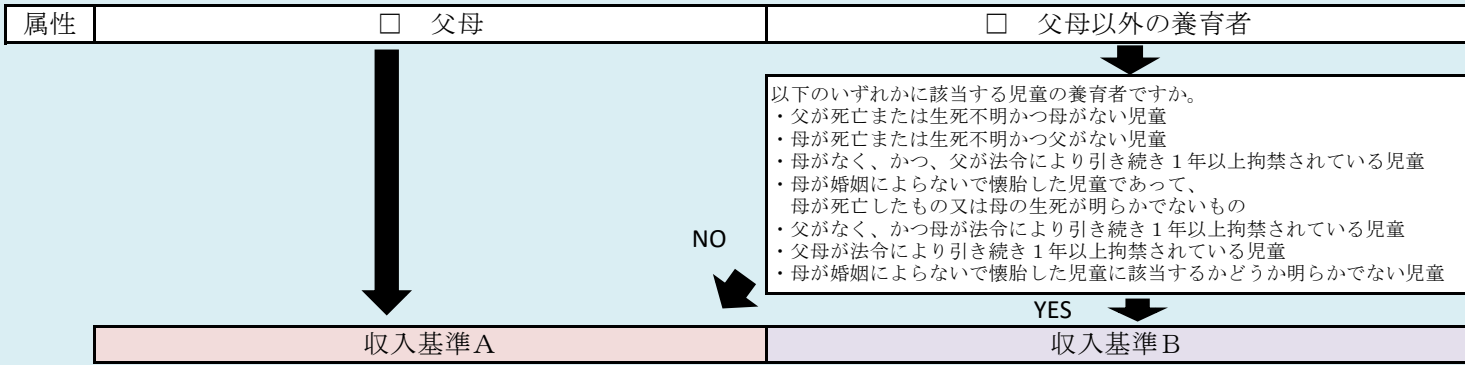 属性 □ 父母 □ 父母以外の養育者
以下のいずれかに該当する児童の養育者ですか。
・父が死亡または生死不明かつ母がない児童
・母が死亡または生死不明かつ父がない児童
・母がなく、かつ、父が法令により引き続き１年以上拘禁されている児童
・母が婚姻によらないで懐胎した児童であって、
母が死亡したもの又は母の生死が明らかでないもの
・父がなく、かつ母が法令により引き続き１年以上拘禁されている児童
・父母が法令により引き続き１年以上拘禁されている児童
・母が婚姻によらないで懐胎した児童に該当するかどうか明らかでない児童
NO
YES
収入基準Ａ 収入基準Ｂ